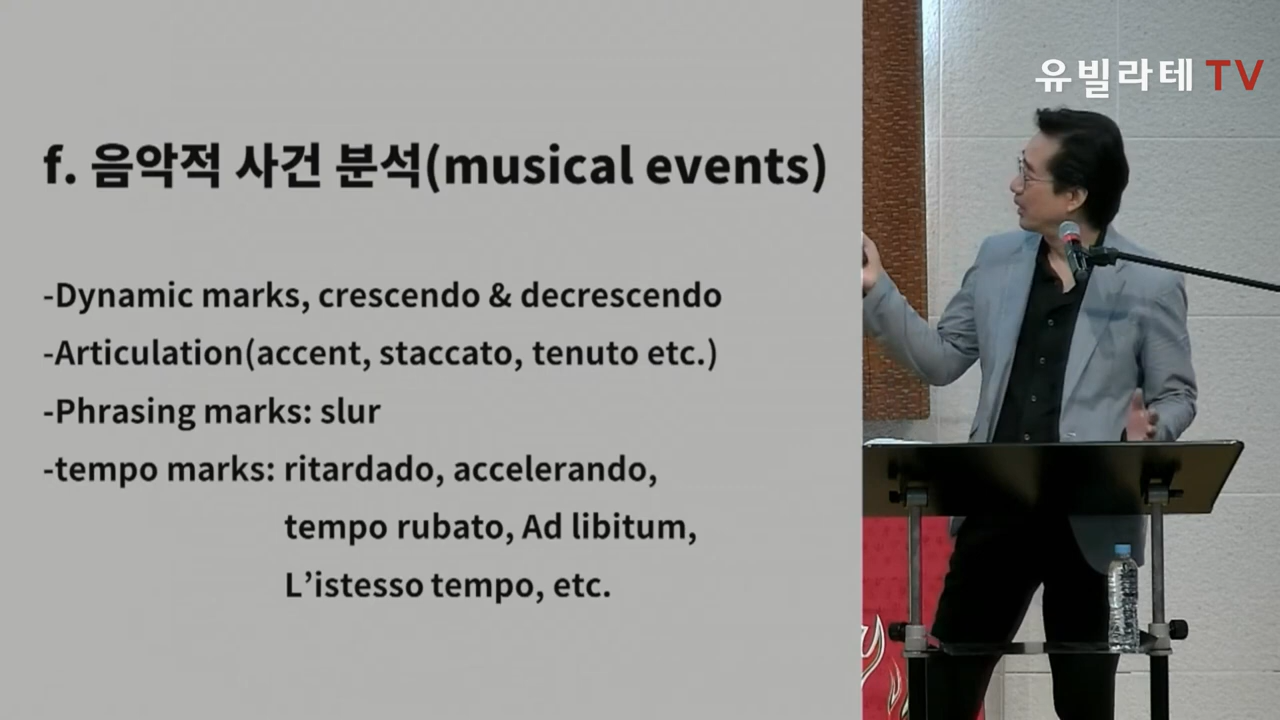 유빌라테 TV
f. 음악적 사건 분석(musical events)
-Dynamic marks, crescendo & decrescendo
-Articulation(accent, staccato, tenuto etc.)
-Phrasing marks: slur
-tempo marks: ritardado, accelerando,
tempo rubato, Ad libitum,
L’istesso tempo, etc.